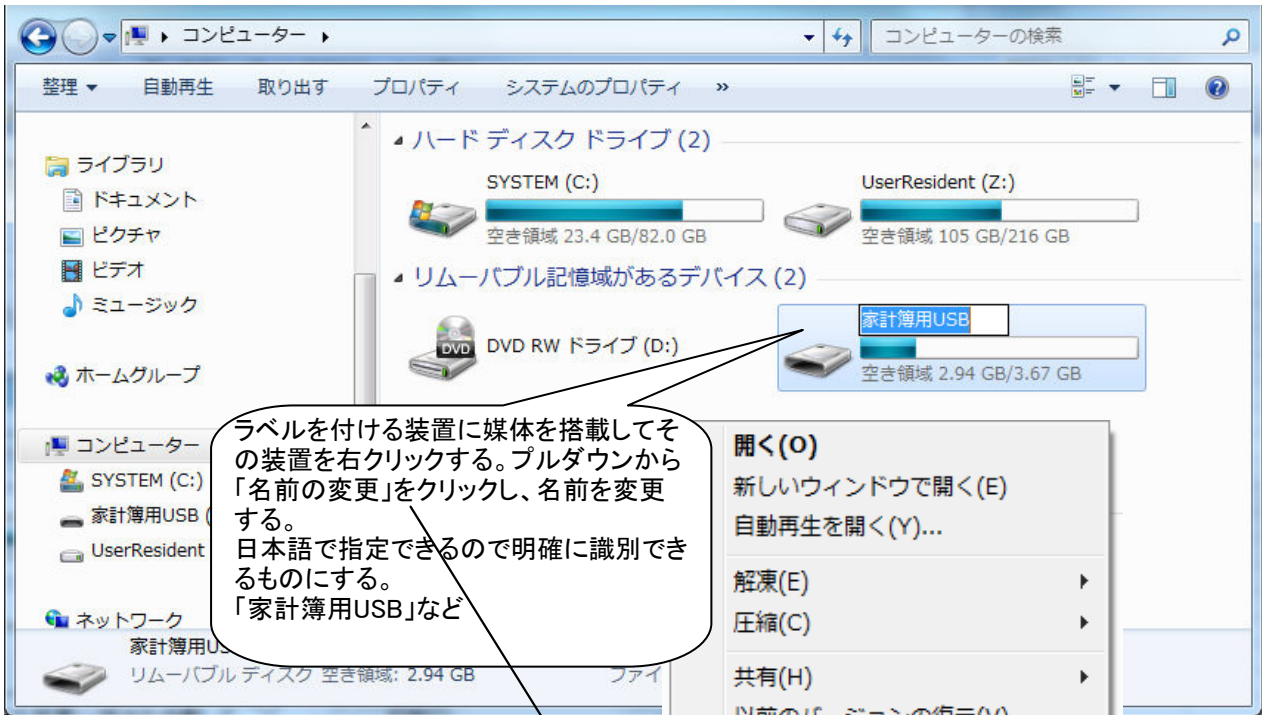 コンピューター
コンピューターの検索
整理 自動再生 取り出す プロパティ システムのプロパティ »
ライブラリ
ドキュメント
ピクチャ
ビデオ
ミュージック
ホームグループ
コンピューター
SYSTEM (C:)
家計簿用USB (
UserResident
ネットワーク
ハード ディスク ドライブ (2)
SYSTEM (C:)
空き領域 23.4 GB/82.0 GB
UserResident (Z:)
空き領域 105 GB/216 GB
リムーバブル記憶域があるデバイス (2)
DVD
DVD RW ドライブ (D:)
家計簿用USB
空き領域 2.94 GB/3.67 GB
ラベルを付ける装置に媒体を搭載してそ
の装置を右クリックする。プルダウンから
「名前の変更」をクリックし、名前を変更
する。
日本語で指定できるので明確に識別でき
るものにする。
「家計簿用USB」など
開く(O)
新しいウィンドウで開く(E)
自動再生を開く(Y)...
解凍(E)
圧縮(C)
共有(H)
以前のバージョンの復元(V)
家計簿用US
リムーバブル ディスク 空き領域: 2.94 GB
ファイ